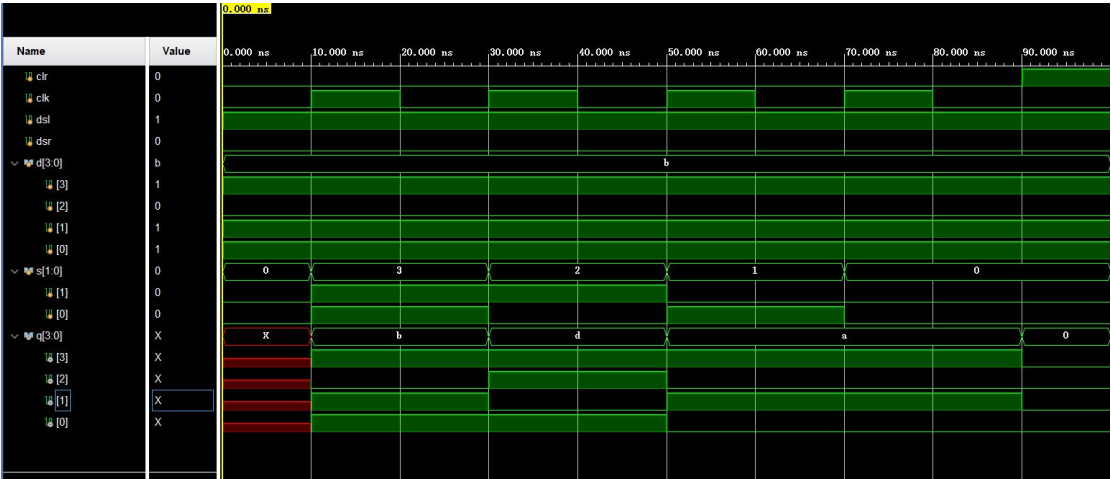 0.000 ns
Name Value 0.000 ns 10.000 ns 20.000 ns 30.000 ns 40.000 ns 50.000 ns 60.000 ns 70.000 ns 80.000 ns 90.000 ns
clr 0
clk 0
dsl 1
dsr 0
d[3:0] b b
[3] 1
[2] 0
[1] 1
[0] 1
s[1:0] 0 0 3 2 1 0
[1] 0
[0] 0
q[3:0] X X b d a 0
[3] X
[2] X
[1] X
[0] X